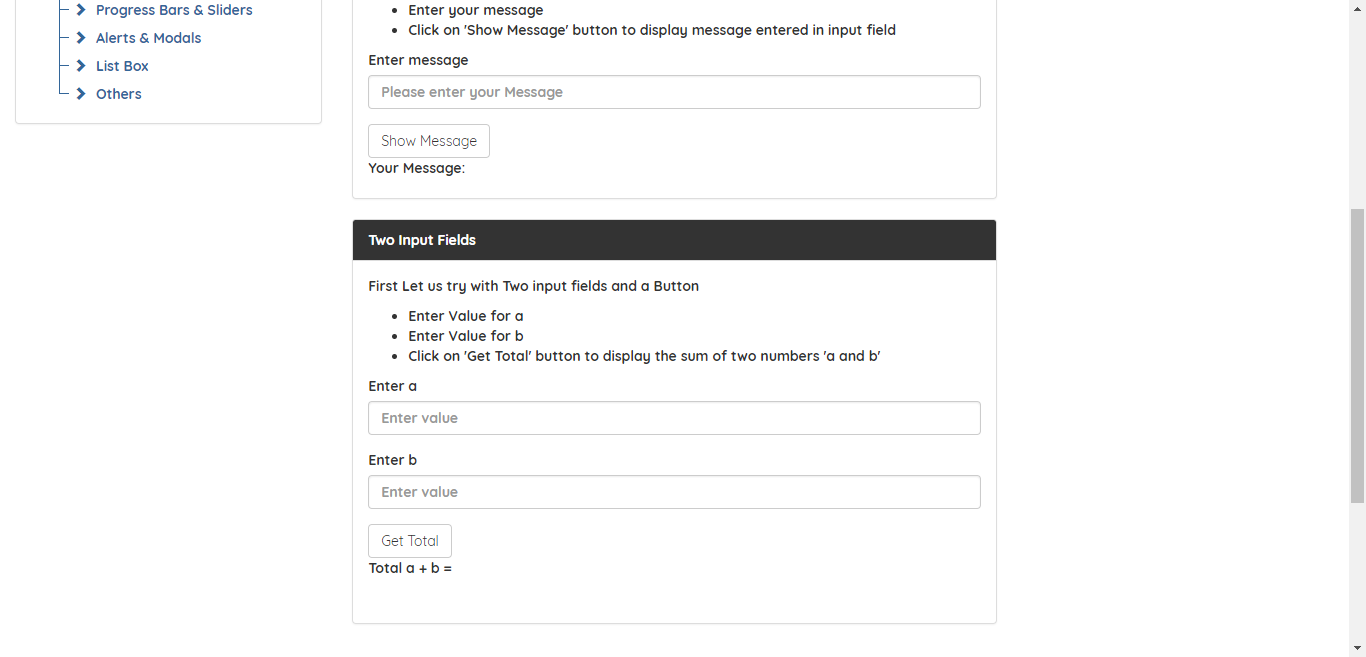 Progress Bars & Sliders
Alerts & Modals
List Box
Others
Enter your message
Click on 'Show Message' button to display message entered in input field
Enter message
Please enter your Message
Show Message
Your Message:
Two Input Fields
First Let us try with Two input fields and a Button
Enter Value for a
Enter Value for b
Click on 'Get Total' button to display the sum of two numbers 'a and b'
Enter a
Enter value
Enter b
Enter value
Get Total
Total a + b =